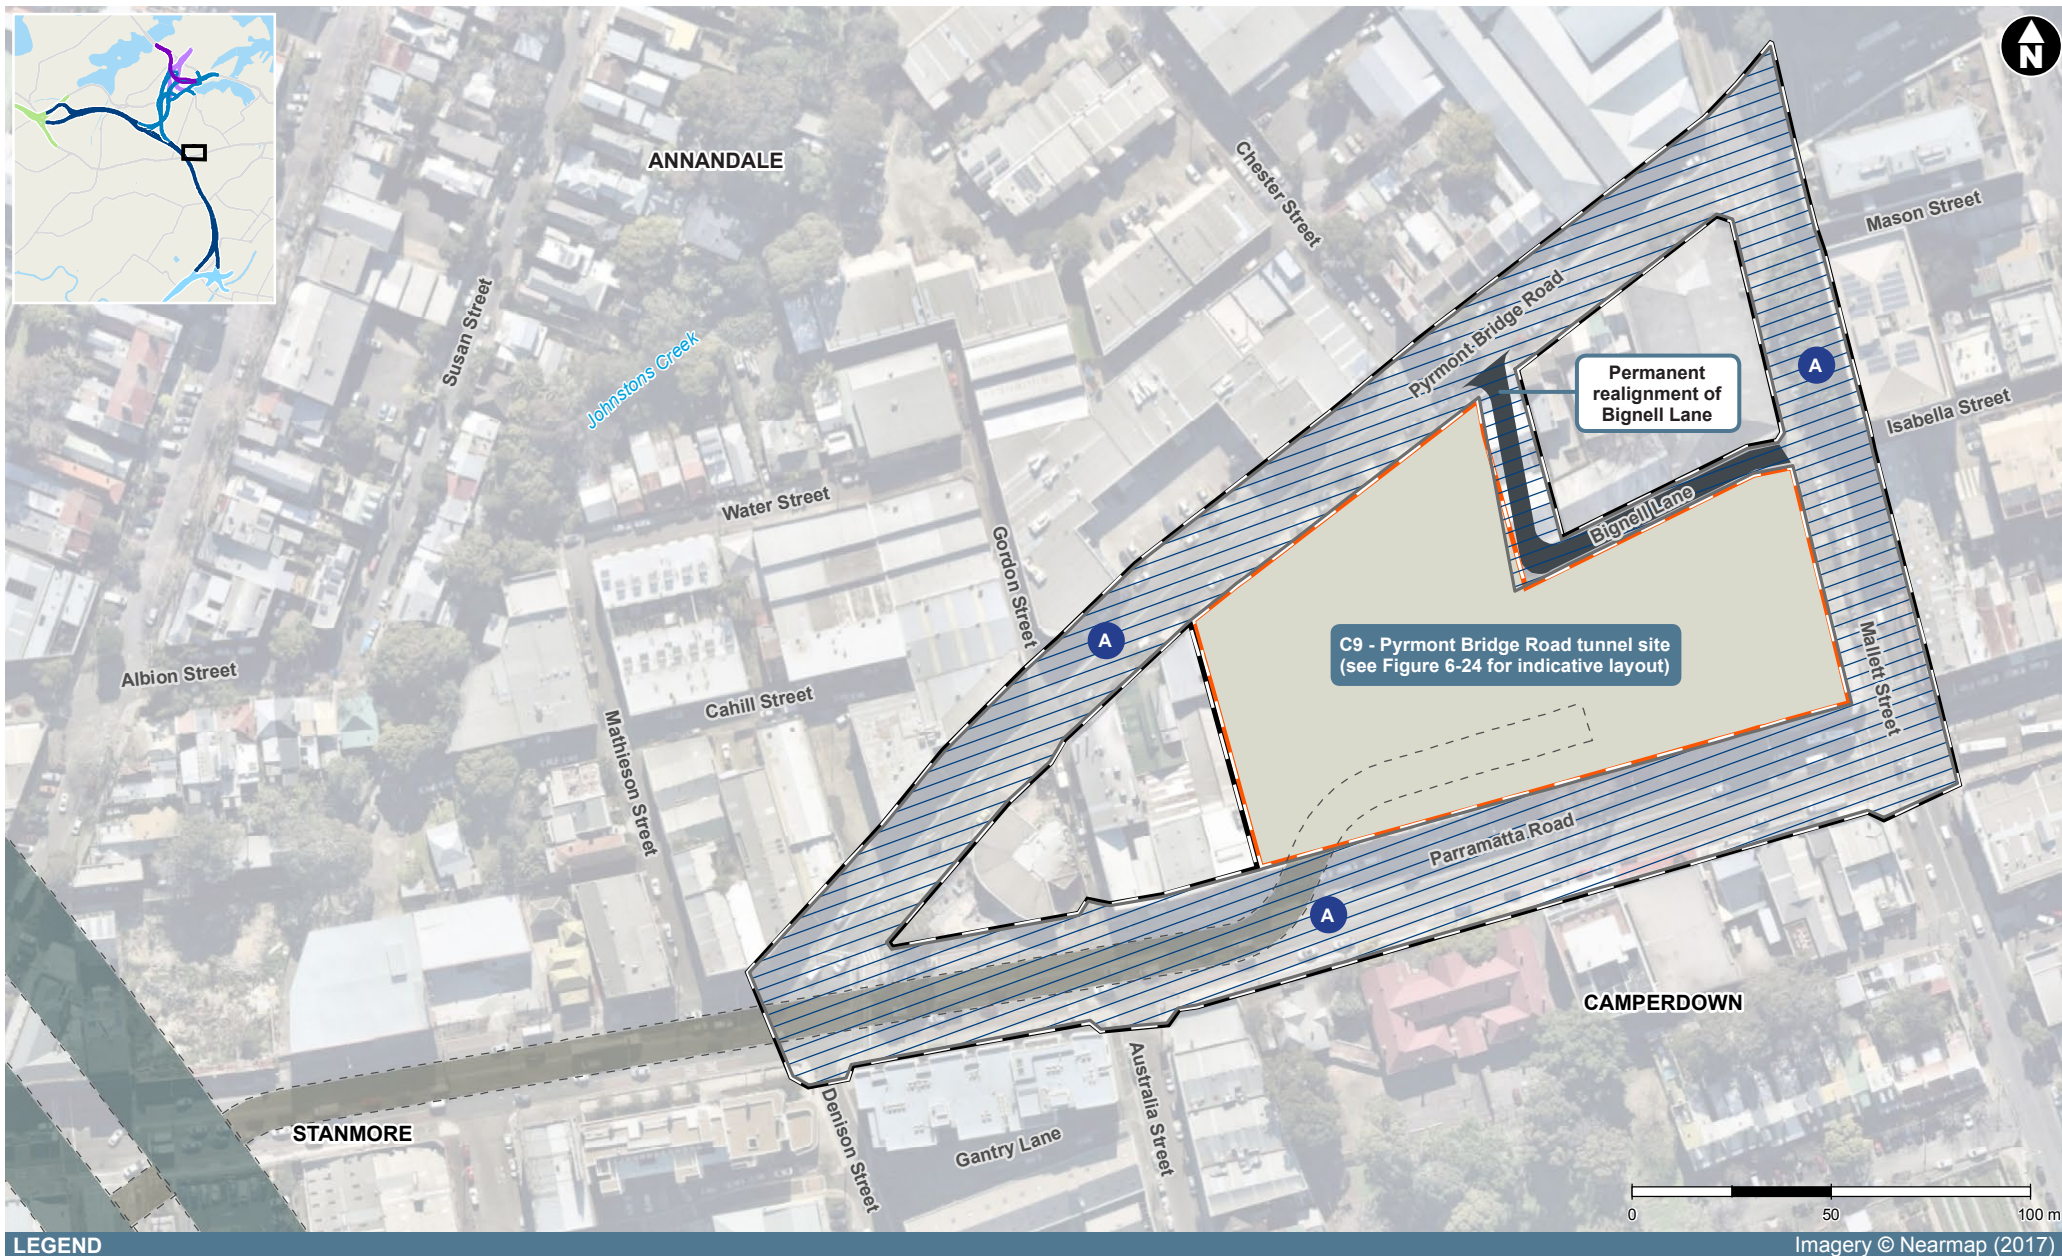 N
ANNANDALE
Chester Street
Mason Street
Susan Street
Johnstons Creek
Pyrmont Bridge Road
A
Permanent
realignment of
Bignell Lane
Isabella Street
Water Street
Bignell Lane
Gordon Street
A
C9 - Pyrmont Bridge Road tunnel site
(see Figure 6-24 for indicative layout)
Mallett Street
Albion Street
Cahill Street
Mathieson Street
Parramatta Road
A
CAMPERDOWN
STANMORE
Denison Street
Gantry Lane
Australia Street
0 50 100 m
LEGEND
Imagery © Nearmap (2017)